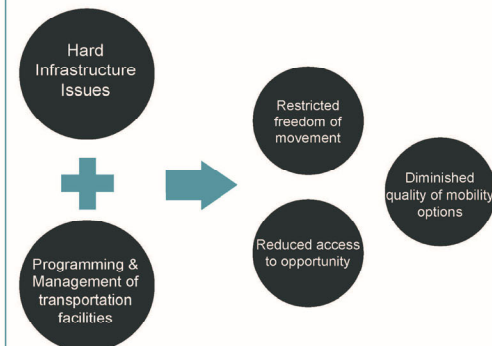 Hard
Infrastructure
Issues
Programming &
Management of
transportation
facilities
Restricted
freedom of
movement
Reduced access
to opportunity
Diminished
quality of mobility
options